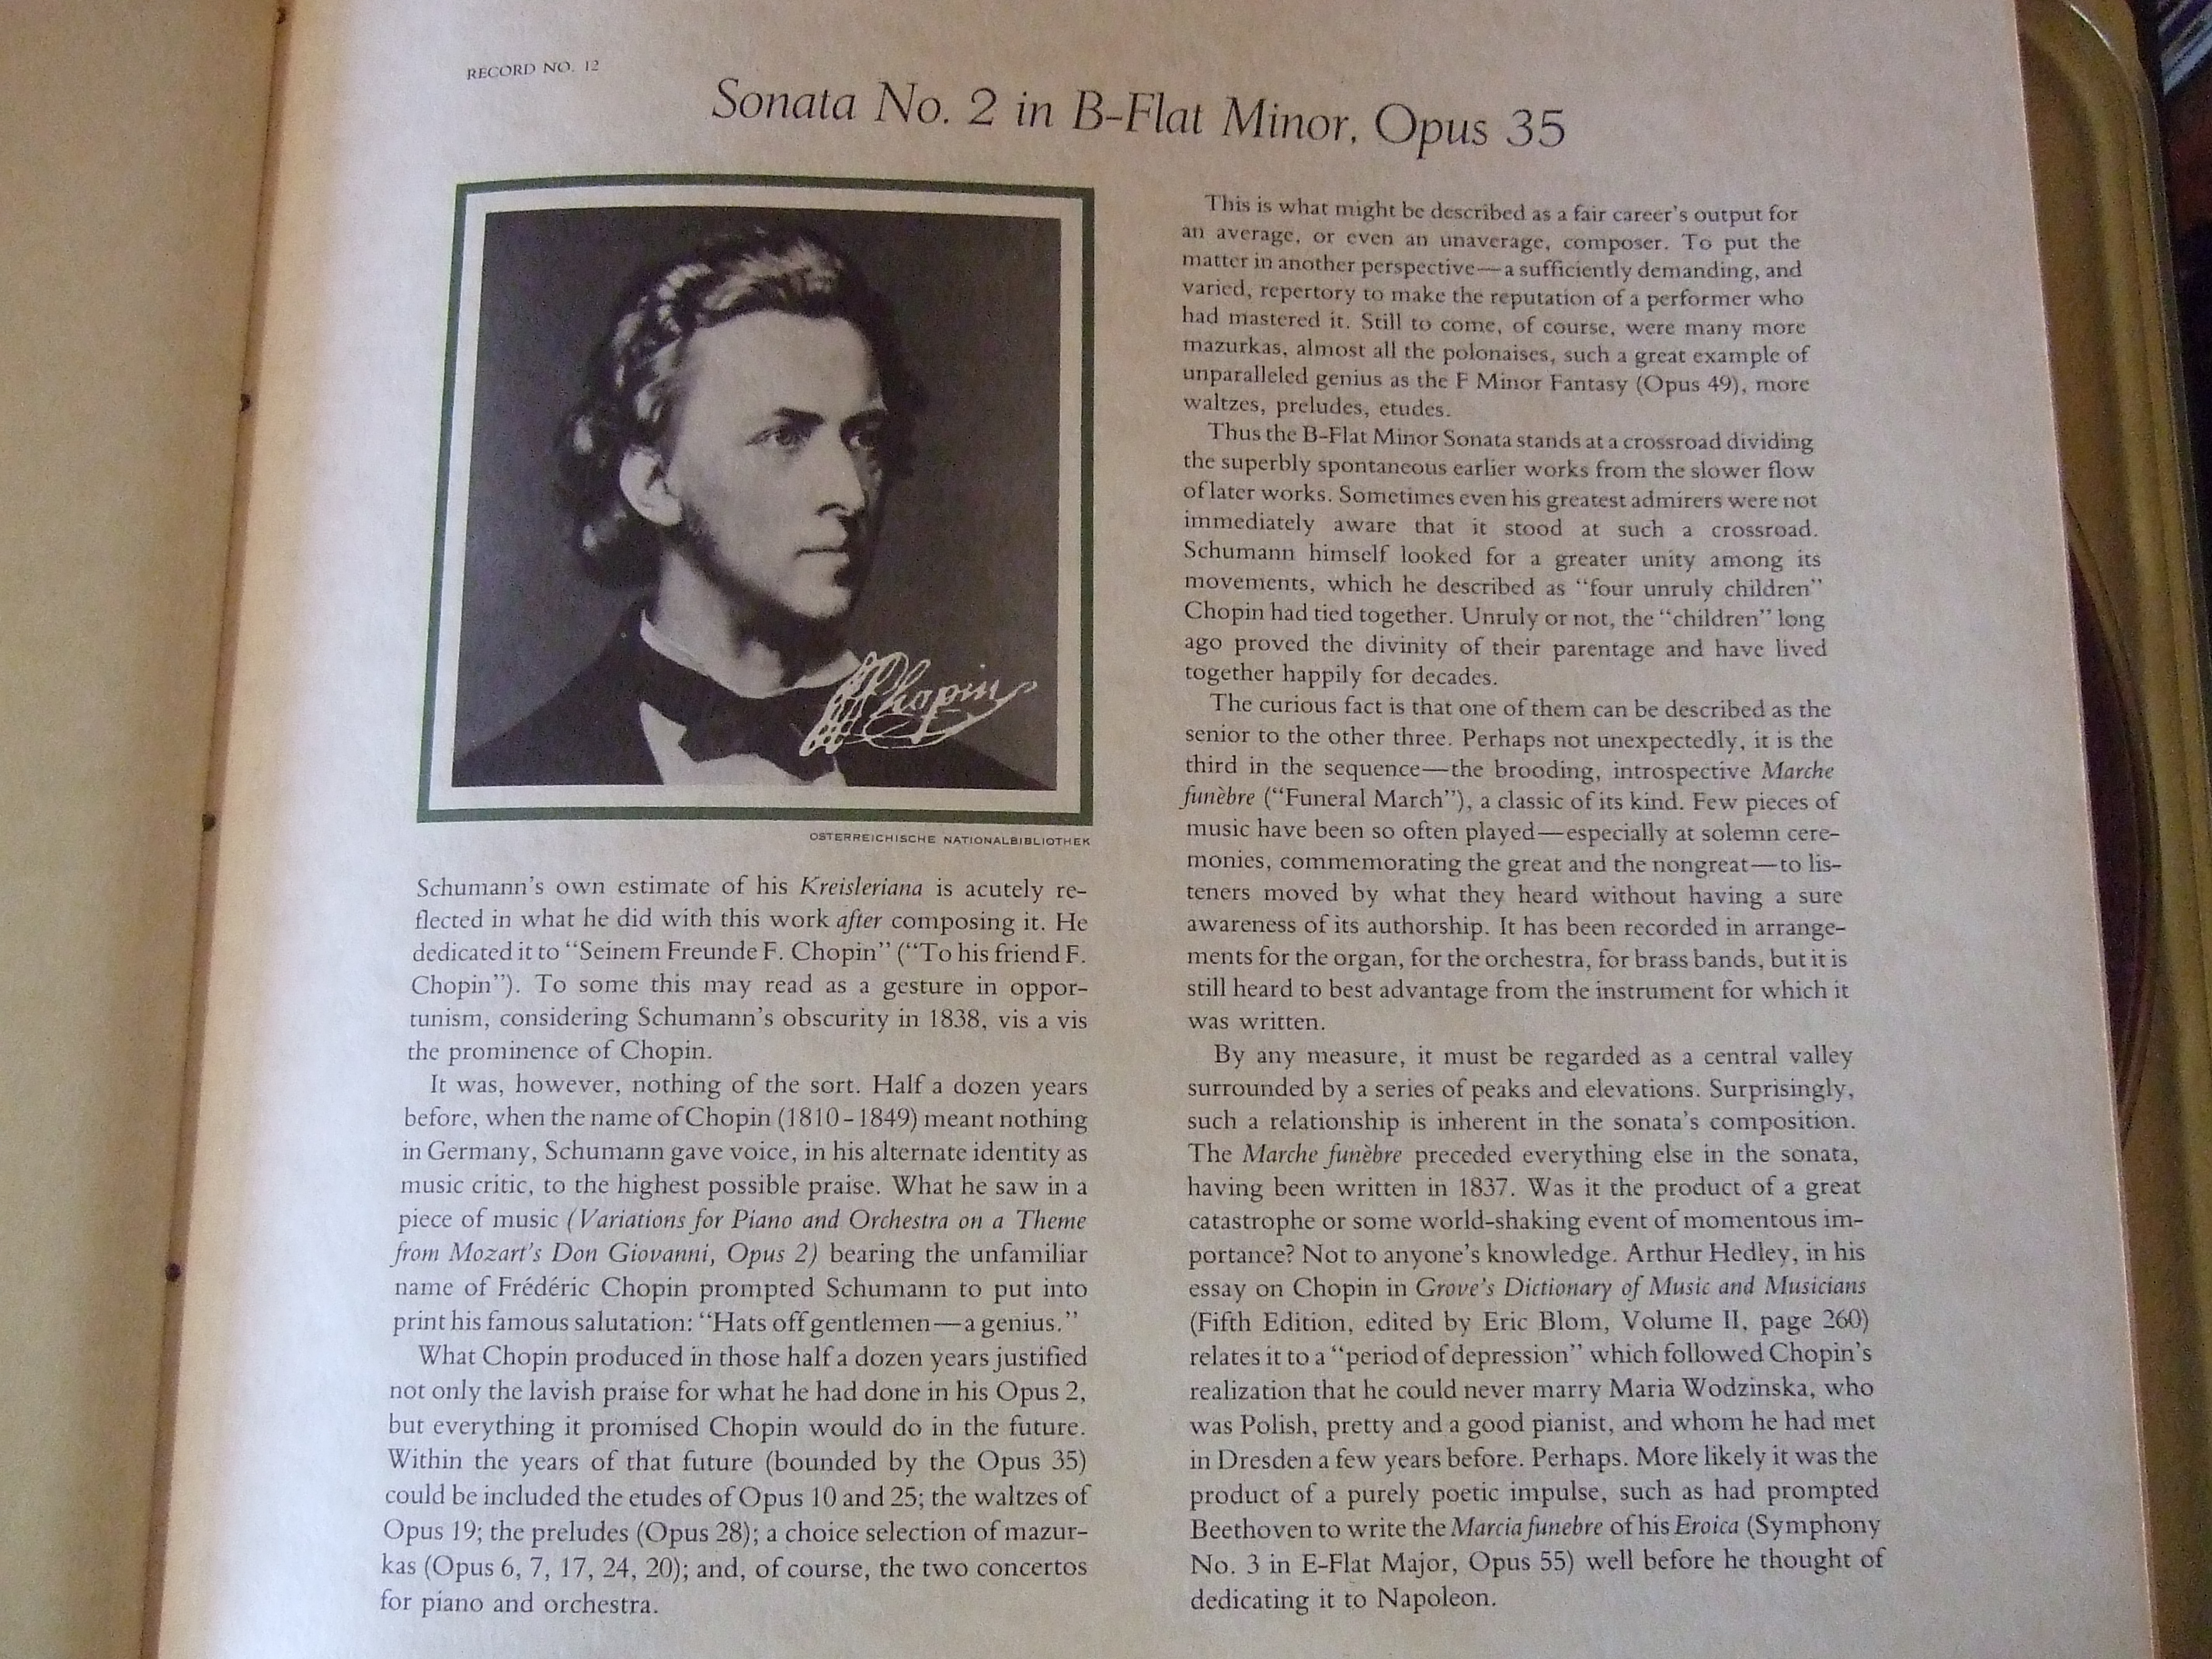 RECORD NO. 12
Sonata No. 2 in B-Flat Minor, Opus 35
Chopin
OSTERREICHISCHE NATIONALBIBLIOTHEK
Schumann's own estimate of his Kreisleriana is acutely re-
flected in what he did with this work after composing it. He
dedicated it to “Seinem Freunde F. Chopin” (“To his friend F.
Chopin”). To some this may read as a gesture in oppor-
tunism, considering Schumann's obscurity in 1838, vis a vis
the prominence of Chopin.
It was, however, nothing of the sort. Half a dozen years
before, when the name of Chopin (1810–1849) meant nothing
in Germany, Schumann gave voice, in his alternate identity as
music critic, to the highest possible praise. What he saw in a
piece of music (Variations for Piano and Orchestra on a Theme
from Mozart's Don Giovanni, Opus 2) bearing the unfamiliar
name of Frédéric Chopin prompted Schumann to put into
print his famous salutation: “Hats off gentlemen—a genius.”
What Chopin produced in those half a dozen years justified
not only the lavish praise for what he had done in his Opus 2,
but everything it promised Chopin would do in the future.
Within the years of that future (bounded by the Opus 35)
could be included the etudes of Opus 10 and 25; the waltzes of
Opus 19; the preludes (Opus 28); a choice selection of mazur-
kas (Opus 6, 7, 17, 24, 20); and, of course, the two concertos
for piano and orchestra.
This is what might be described as a fair career's output for
an average, or even an unaverage, composer. To put the
matter in another perspective—a sufficiently demanding, and
varied, repertory to make the reputation of a performer who
had mastered it. Still to come, of course, were many more
mazurkas, almost all the polonaises, such a great example of
unparalleled genius as the F Minor Fantasy (Opus 49), more
waltzes, preludes, etudes.
Thus the B-Flat Minor Sonata stands at a crossroad dividing
the superbly spontaneous earlier works from the slower flow
of later works. Sometimes even his greatest admirers were not
immediately aware that it stood at such a crossroad.
Schumann himself looked for a greater unity among its
movements, which he described as “four unruly children”
Chopin had tied together. Unruly or not, the “children” long
ago proved the divinity of their parentage and have lived
together happily for decades.
The curious fact is that one of them can be described as the
senior to the other three. Perhaps not unexpectedly, it is the
third in the sequence—the brooding, introspective Marche
funèbre (“Funeral March”), a classic of its kind. Few pieces of
music have been so often played—especially at solemn cere-
monies, commemorating the great and the nongreat—to lis-
teners moved by what they heard without having a sure
awareness of its authorship. It has been recorded in arrange-
ments for the organ, for the orchestra, for brass bands, but it is
still heard to best advantage from the instrument for which it
was written.
By any measure, it must be regarded as a central valley
surrounded by a series of peaks and elevations. Surprisingly,
such a relationship is inherent in the sonata's composition.
The Marche funèbre preceded everything else in the sonata,
having been written in 1837. Was it the product of a great
catastrophe or some world-shaking event of momentous im-
portance? Not to anyone's knowledge. Arthur Hedley, in his
essay on Chopin in Grove's Dictionary of Music and Musicians
(Fifth Edition, edited by Eric Blom, Volume II, page 260)
relates it to a “period of depression” which followed Chopin's
realization that he could never marry Maria Wodzinska, who
was Polish, pretty and a good pianist, and whom he had met
in Dresden a few years before. Perhaps. More likely it was the
product of a purely poetic impulse, such as had prompted
Beethoven to write the Marcia funebre of his Eroica (Symphony
No. 3 in E-Flat Major, Opus 55) well before he thought of
dedicating it to Napoleon.